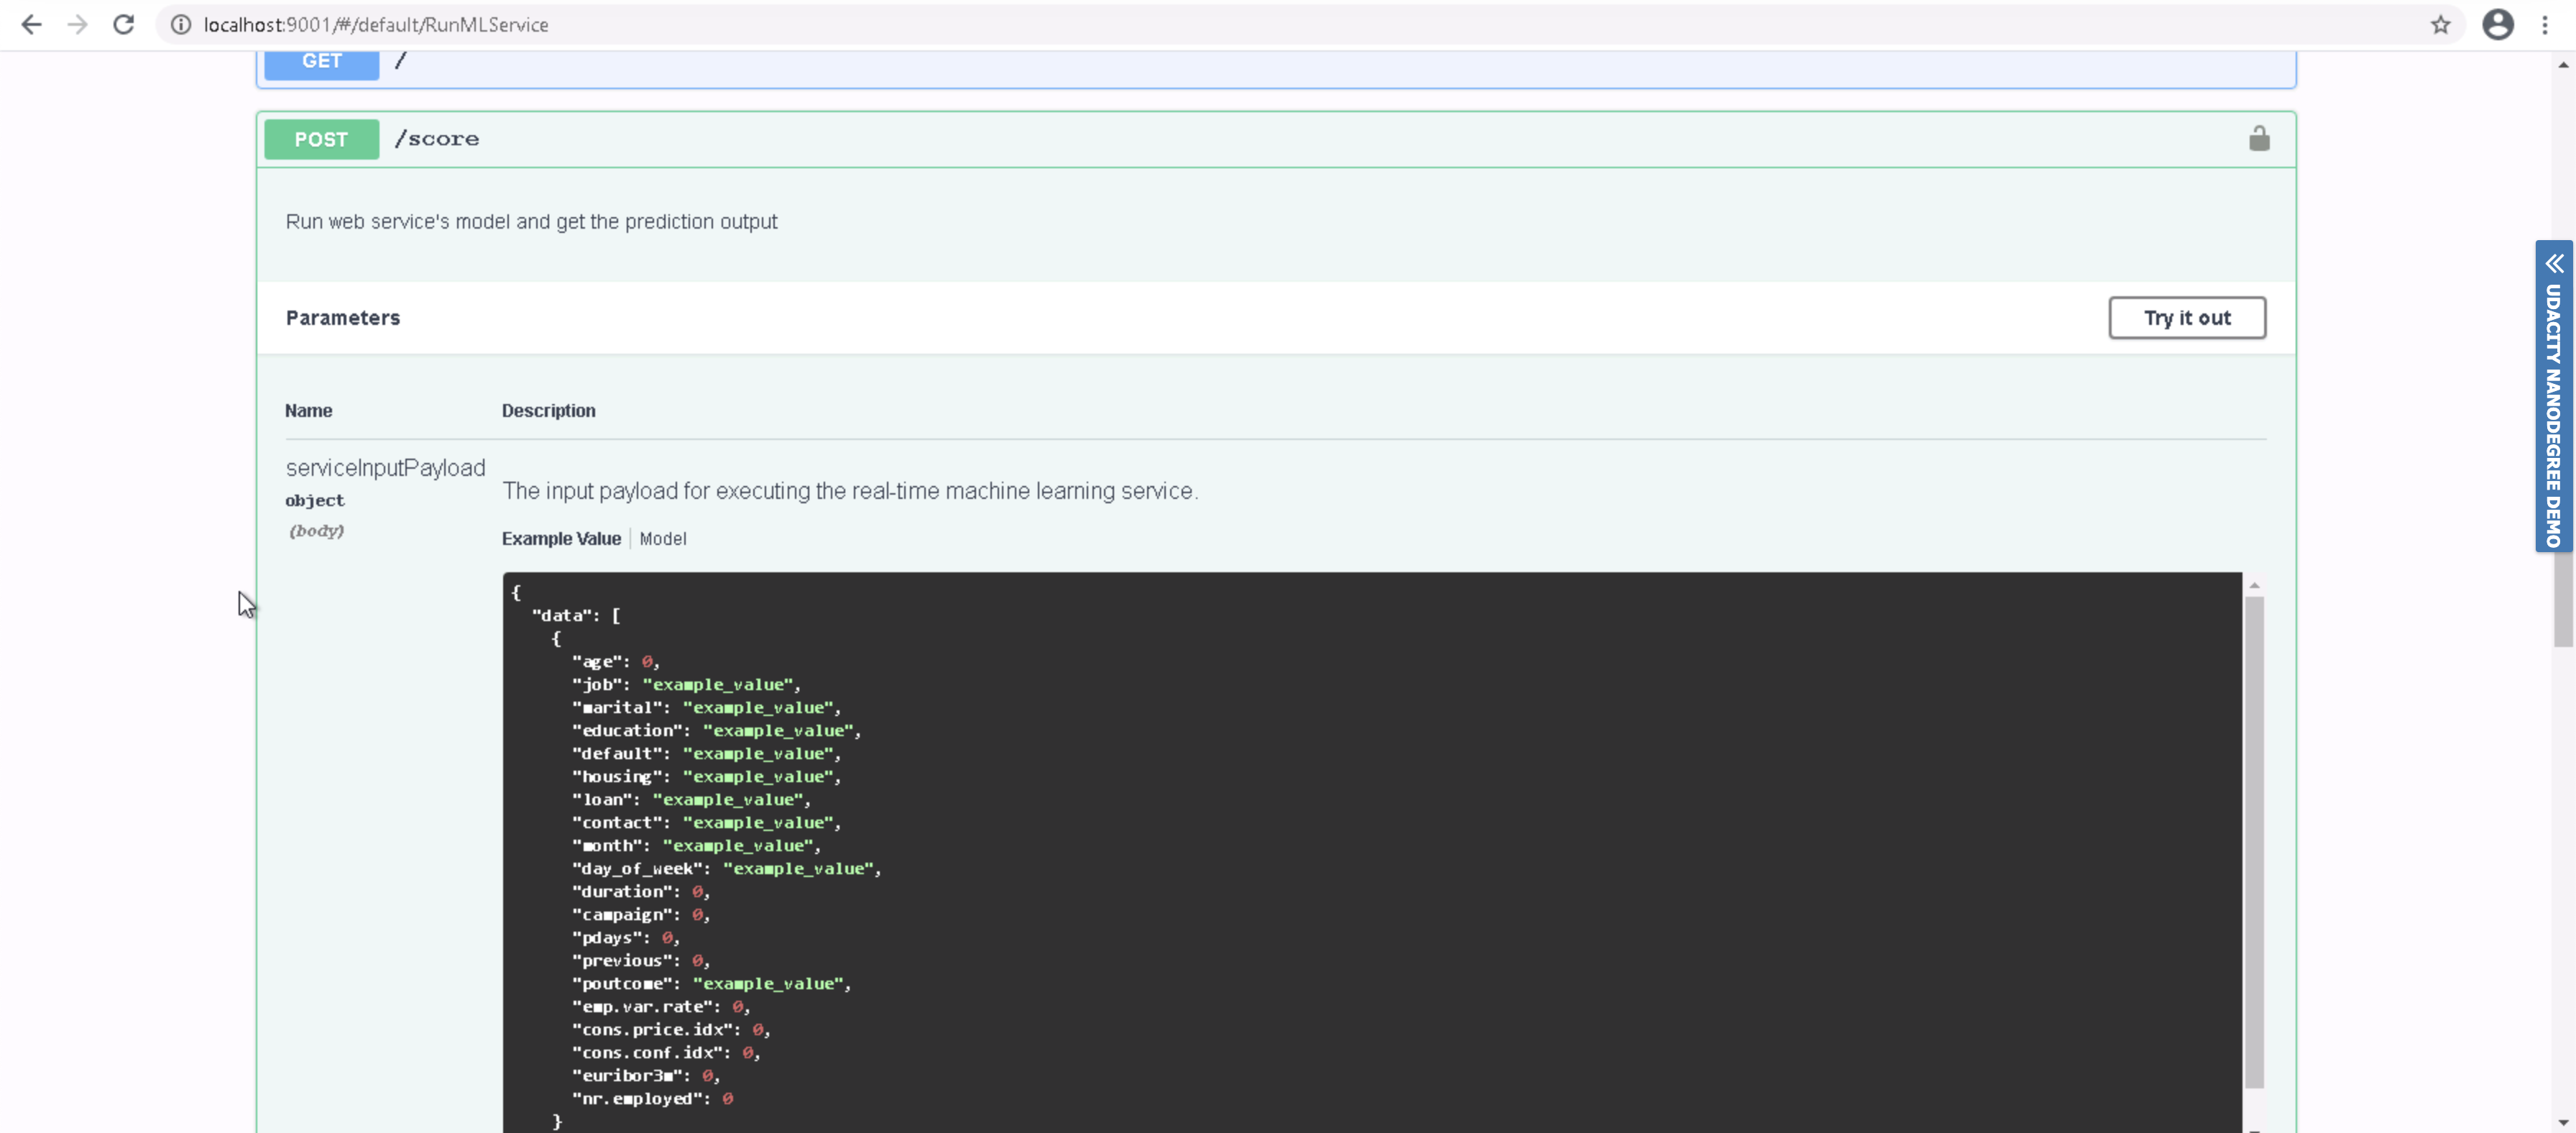 localhost:9001/#/default/RunMLService
GET /
POST /score
Run web service's model and get the prediction output
Parameters
Try it out
Name Description
serviceInputPayload
object
(body)
The input payload for executing the real-time machine learning service.
Example Value Model
{
"data": [
{
"age": 0,
"job": "example_value",
"marital": "example_value",
"education": "example_value",
"default": "example_value",
"housing": "example_value",
"loan": "example_value",
"contact": "example_value",
"month": "example_value",
"day_of_week": "example_value",
"duration": 0,
"campaign": 0,
"pdays": 0,
"previous": 0,
"poutcome": "example_value",
"emp.var.rate": 0,
"cons.price.idx": 0,
"cons.conf.idx": 0,
"euribor3m": 0,
"nr.employed": 0
}
UDACITY NANODEGREE DEMO